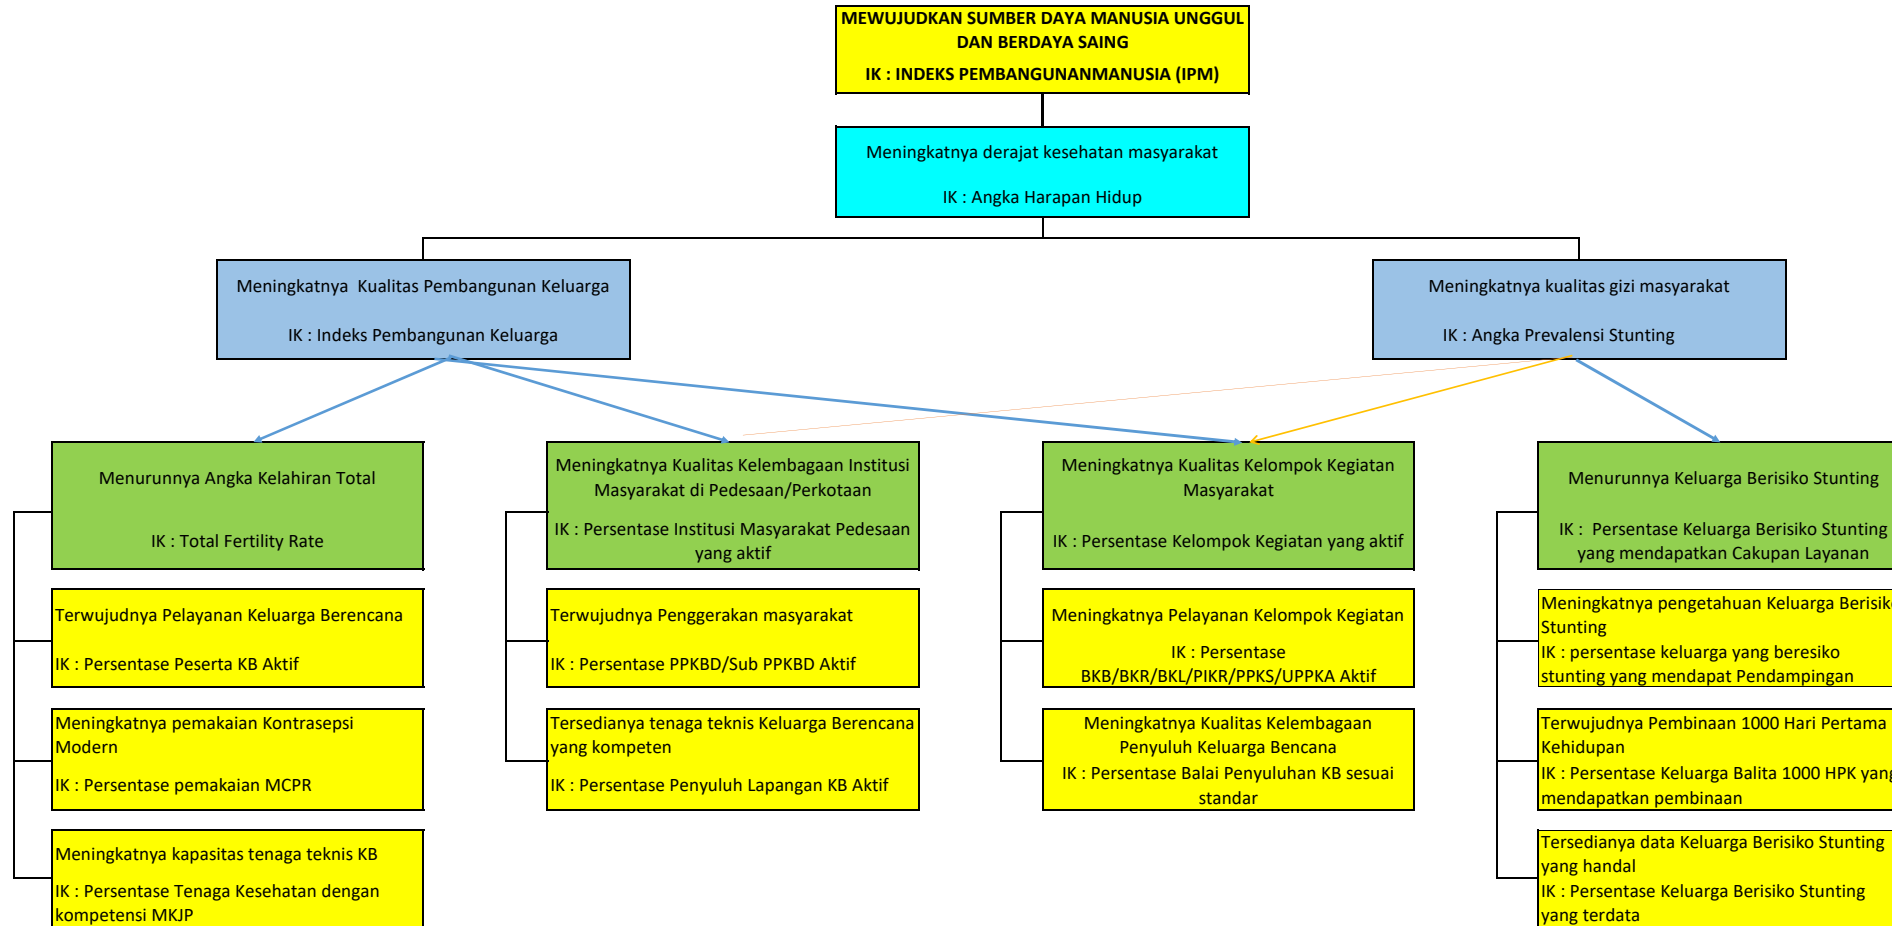 MEWUJUDKAN SUMBER DAYA MANUSIA UNGGUL
DAN BERDAYA SAING
IK : INDEKS PEMBANGUNANMANUSIA (IPM)
Meningkatnya derajat kesehatan masyarakat
IK : Angka Harapan Hidup
Meningkatnya Kualitas Pembangunan Keluarga
IK : Indeks Pembangunan Keluarga
Meningkatnya kualitas gizi masyarakat
IK : Angka Prevalensi Stunting
Menurunnya Angka Kelahiran Total
IK : Total Fertility Rate
Terwujudnya Pelayanan Keluarga Berencana
IK : Persentase Peserta KB Aktif
Meningkatnya pemakaian Kontrasepsi
Modern
IK : Persentase pemakaian MCPR
Meningkatnya kapasitas tenaga teknis KB
IK : Persentase Tenaga Kesehatan dengan
kompetensi MKJP
Meningkatnya Kualitas Kelembagaan Institusi
Masyarakat di Pedesaan/Perkotaan
IK : Persentase Institusi Masyarakat Pedesaan
yang aktif
Terwujudnya Penggerakan masyarakat
IK : Persentase PPKBD/Sub PPKBD Aktif
Tersedianya tenaga teknis Keluarga Berencana
yang kompeten
IK : Persentase Penyuluh Lapangan KB Aktif
Meningkatnya Kualitas Kelompok Kegiatan
Masyarakat
IK : Persentase Kelompok Kegiatan yang aktif
Meningkatnya Pelayanan Kelompok Kegiatan
IK : Persentase
BKB/BKR/BKL/PIKR/PPKS/UPPKA Aktif
Meningkatnya Kualitas Kelembagaan
Penyuluh Keluarga Bencana
IK : Persentase Balai Penyuluhan KB sesuai
standar
Menurunnya Keluarga Berisiko Stunting
IK : Persentase Keluarga Berisiko Stunting
yang mendapatkan Cakupan Layanan
Meningkatnya pengetahuan Keluarga Berisiko
Stunting
IK : persentase keluarga yang beresiko
stunting yang mendapat Pendampingan
Terwujudnya Pembinaan 1000 Hari Pertama
Kehidupan
IK : Persentase Keluarga Balita 1000 HPK yang
mendapatkan pembinaan
Tersedianya data Keluarga Berisiko Stunting
yang handal
IK : Persentase Keluarga Berisiko Stunting
yang terdata